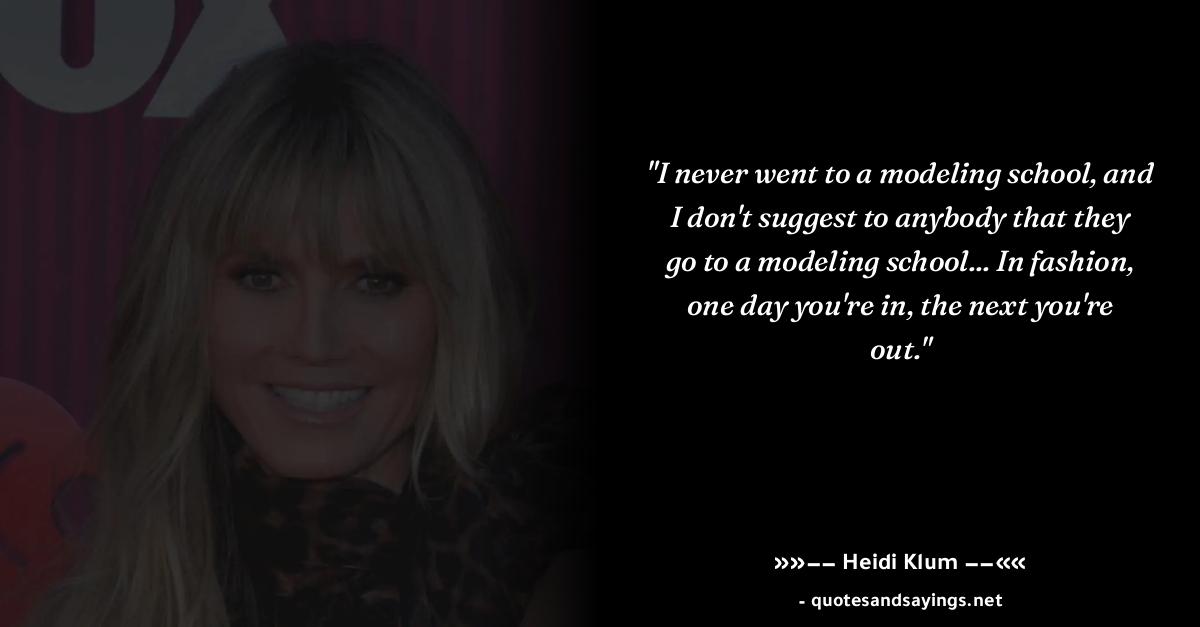 "I never went to a modeling school, and
I don't suggest to anybody that they
go to a modeling school... In fashion,
one day you're in, the next you're
out."
»»–– Heidi Klum ––««
- quotesandsayings.net